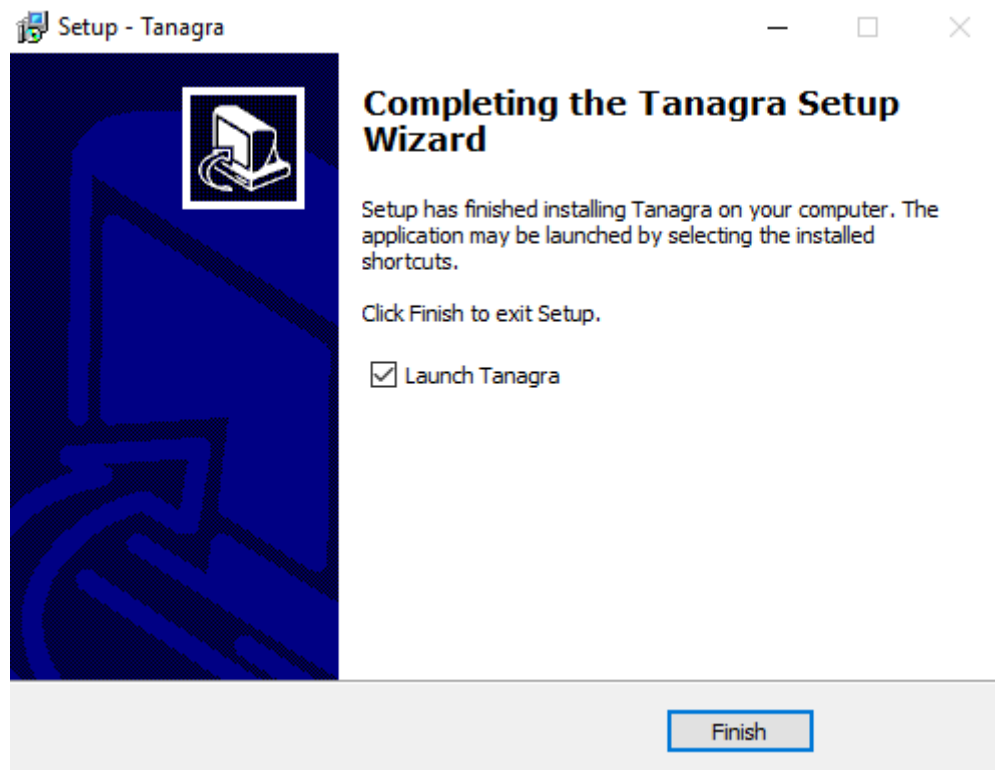 Setup - Tanagra
Completing the Tanagra Setup
Wizard
Setup has finished installing Tanagra on your computer. The
application may be launched by selecting the installed
shortcuts.
Click Finish to exit Setup.
Launch Tanagra
Finish